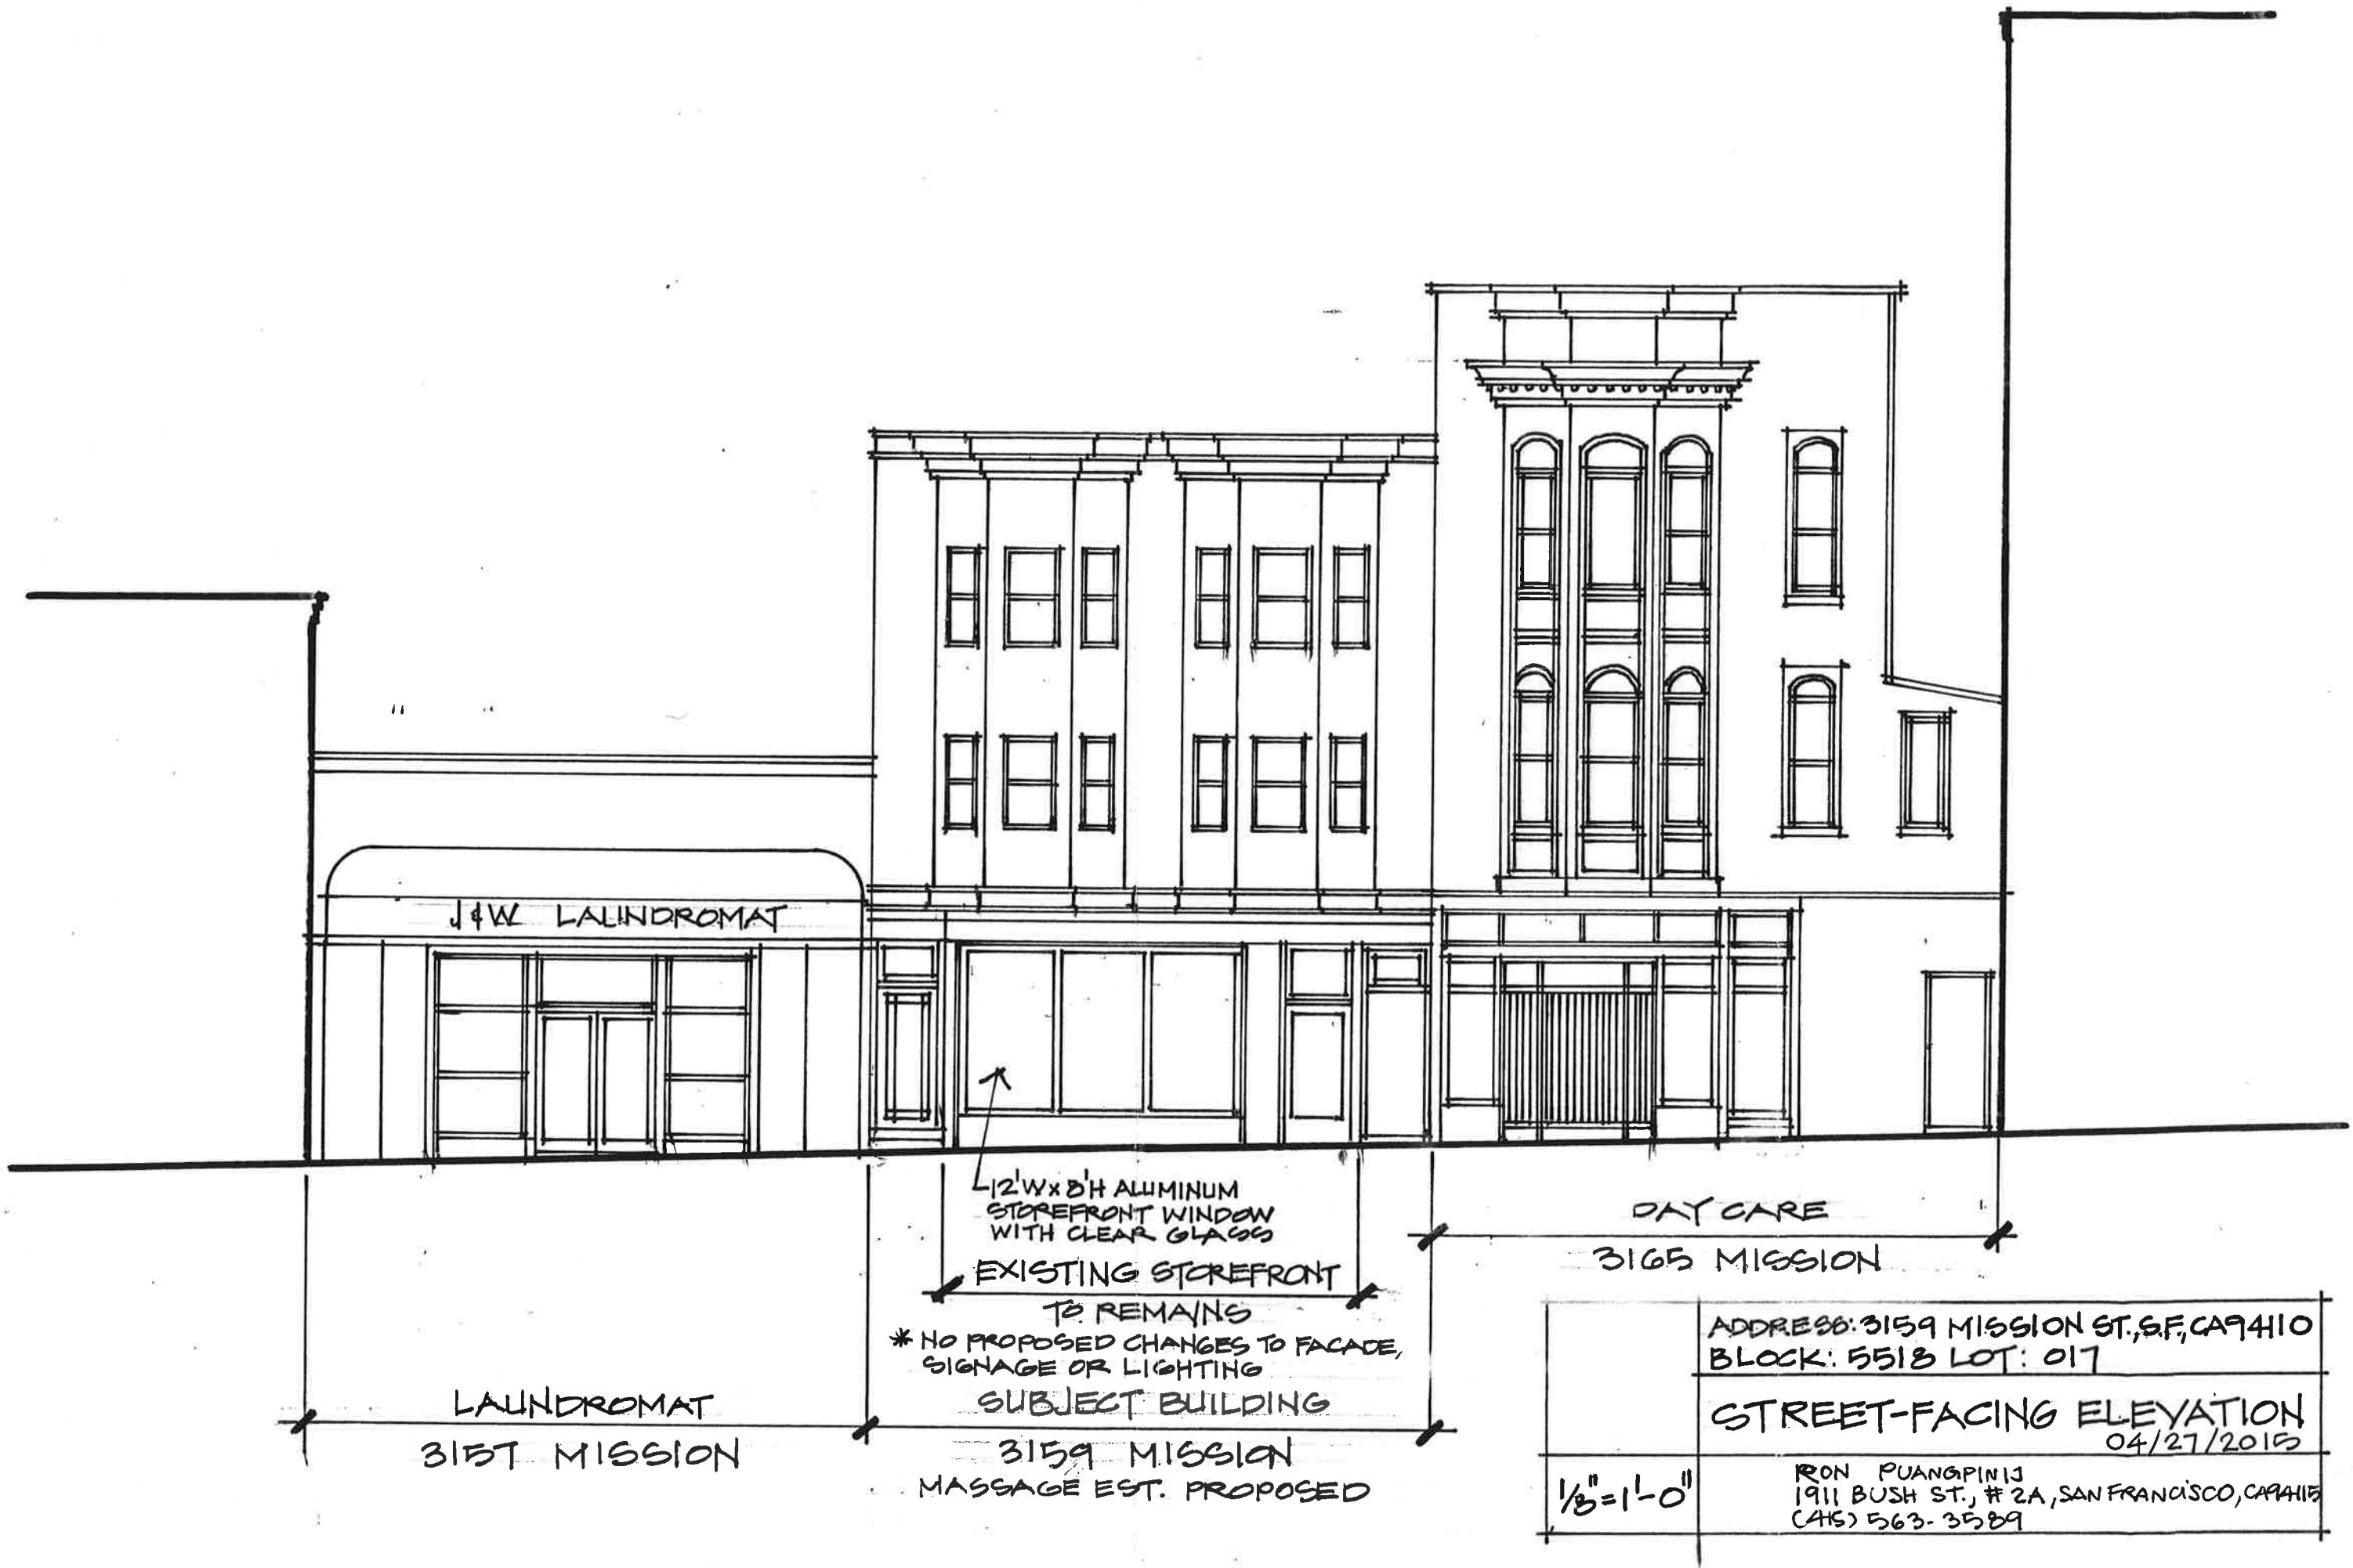 J&W LAUNDROMAT
12'W x 8'H ALUMINUM
STOREFRONT WINDOW
WITH CLEAR GLASS
EXISTING STOREFRONT
TO REMAINS
* NO PROPOSED CHANGES TO FACADE,
SIGNAGE OR LIGHTING
SUBJECT BUILDING
3159 MISSION
MASSAGE EST. PROPOSED
LAUNDROMAT
3157 MISSION
DAY CARE
3165 MISSION
ADDRESS: 3159 MISSION ST., S.F., CA 94110
BLOCK: 5518 LOT: 017
STREET-FACING ELEVATION
04/27/2015
1/8" = 1'-0"
RON PUANGPINIJ
1911 BUSH ST., # 2A, SAN FRANCISCO, CA 94115
(415) 563-3589